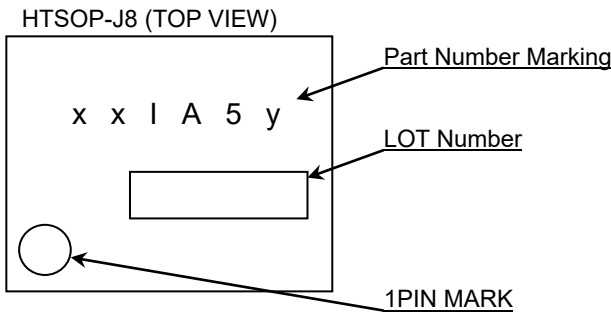 HTSOP-J8 (TOP VIEW)
Part Number Marking
x x I A 5 y
LOT Number
1PIN MARK